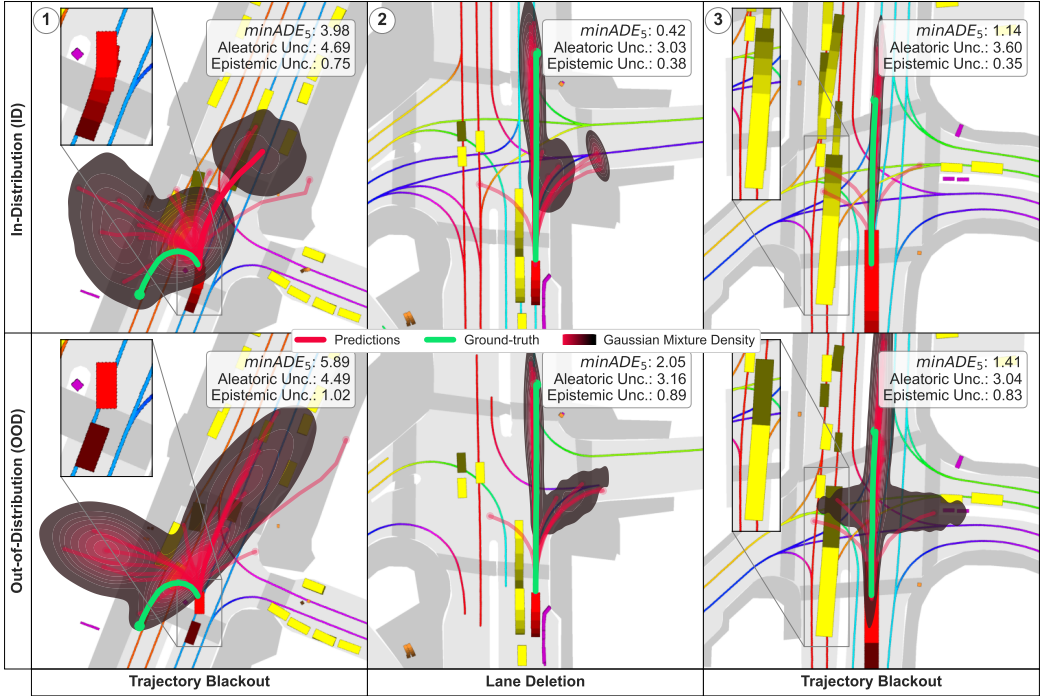 1
minADE₅: 3.98
Aleatoric Unc.: 4.69
Epistemic Unc.: 0.75
2
minADE₅: 0.42
Aleatoric Unc.: 3.03
Epistemic Unc.: 0.38
3
minADE₅: 1.14
Aleatoric Unc.: 3.60
Epistemic Unc.: 0.35
In-Distribution (ID)
Predictions Ground-truth Gaussian Mixture Density
minADE₅: 5.89
Aleatoric Unc.: 4.49
Epistemic Unc.: 1.02
minADE₅: 2.05
Aleatoric Unc.: 3.16
Epistemic Unc.: 0.89
minADE₅: 1.41
Aleatoric Unc.: 3.04
Epistemic Unc.: 0.83
Out-of-Distribution (OOD)
Trajectory Blackout
Lane Deletion
Trajectory Blackout